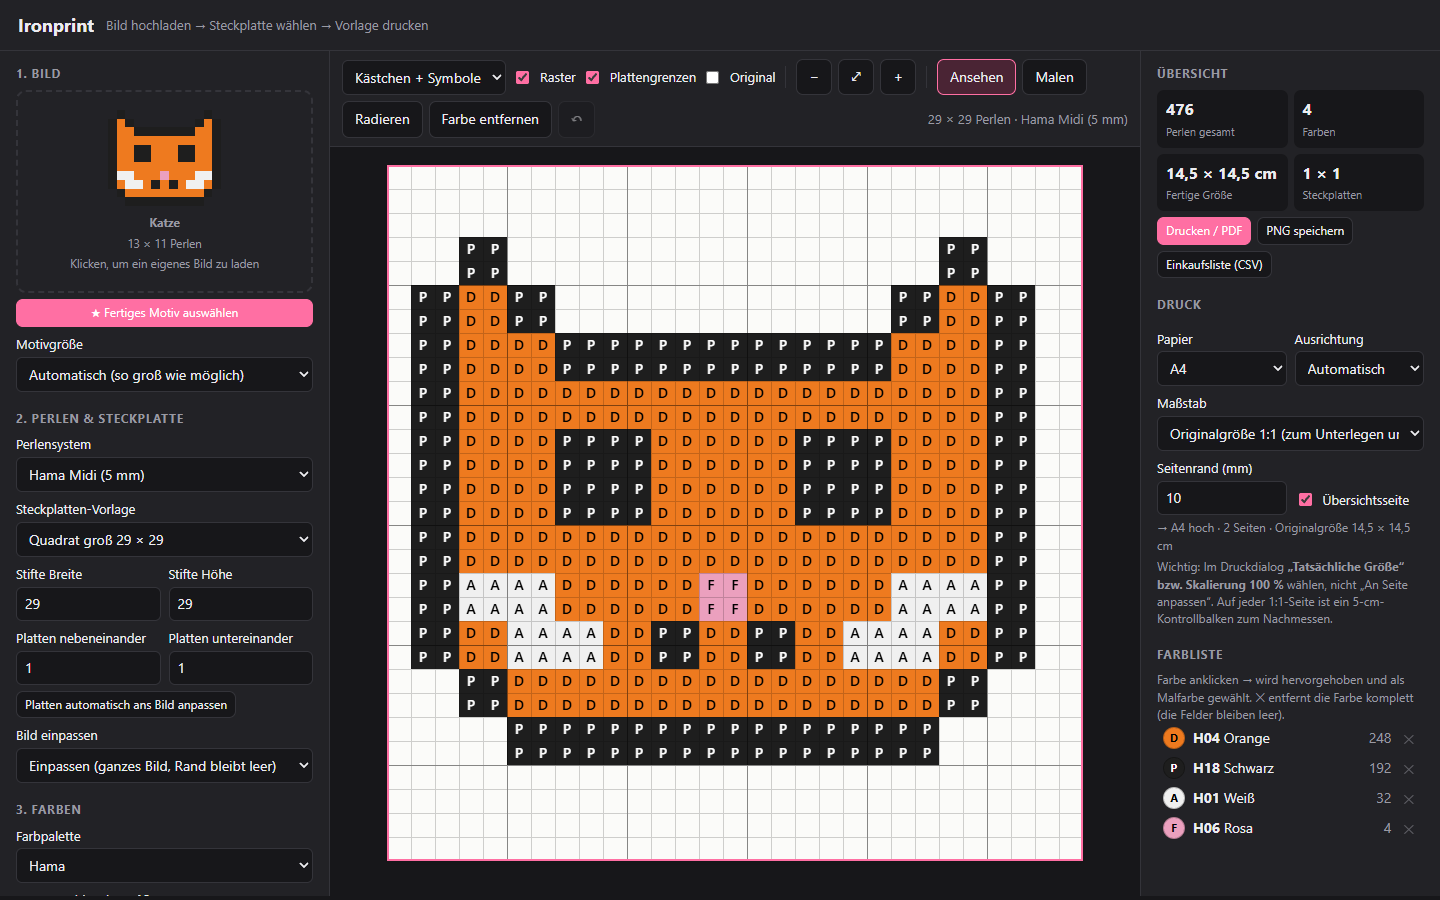 Ironprint Bild hochladen → Steckplatte wählen → Vorlage drucken
1. BILD
Katze
13 × 11 Perlen
Klicken, um ein eigenes Bild zu laden
★ Fertiges Motiv auswählen
Motivgröße
Automatisch (so groß wie möglich)
2. PERLEN & STECKPLATTE
Perlensystem
Hama Midi (5 mm)
Steckplatten-Vorlage
Quadrat groß 29 × 29
Stifte Breite Stifte Höhe
29 29
Platten nebeneinander Platten untereinander
1 1
Platten automatisch ans Bild anpassen
Bild einpassen
Einpassen (ganzes Bild, Rand bleibt leer)
3. FARBEN
Farbpalette
Hama
Kästchen + Symbole Raster Plattengrenzen Original − ⤢ + Ansehen Malen
Radieren Farbe entfernen ↶ 29 × 29 Perlen · Hama Midi (5 mm)
P P P P
P P P P
P P D D P P P P D D P P
P P D D P P P P D D P P
P P D D D D P P P P P P P P P P P P P P D D D D P P
P P D D D D P P P P P P P P P P P P P P D D D D P P
P P D D D D D D D D D D D D D D D D D D D D D D P P
P P D D D D D D D D D D D D D D D D D D D D D D P P
P P D D D D P P P P D D D D D D P P P P D D D D P P
P P D D D D P P P P D D D D D D P P P P D D D D P P
P P D D D D P P P P D D D D D D P P P P D D D D P P
P P D D D D P P P P D D D D D D P P P P D D D D P P
P P D D D D D D D D D D D D D D D D D D D D D D P P
P P D D D D D D D D D D D D D D D D D D D D D D P P
P P A A A A D D D D D D F F D D D D D D A A A A P P
P P A A A A D D D D D D F F D D D D D D A A A A P P
P P D D A A A A D D P P D D P P D D A A A A D D P P
P P D D A A A A D D P P D D P P D D A A A A D D P P
P P D D D D D D D D D D D D D D D D D D P P
P P D D D D D D D D D D D D D D D D D D P P
P P P P P P P P P P P P P P P P P P
P P P P P P P P P P P P P P P P P P
ÜBERSICHT
476 4
Perlen gesamt Farben
14,5 × 14,5 cm 1 × 1
Fertige Größe Steckplatten
Drucken / PDF PNG speichern
Einkaufsliste (CSV)
DRUCK
Papier Ausrichtung
A4 Automatisch
Maßstab
Originalgröße 1:1 (zum Unterlegen
Seitenrand (mm)
10 Übersichtsseite
→ A4 hoch · 2 Seiten · Originalgröße 14,5 × 14,5
cm
Wichtig: Im Druckdialog „Tatsächliche Größe“
bzw. Skalierung 100 % wählen, nicht „An Seite
anpassen“. Auf jeder 1:1-Seite ist ein 5-cm-
Kontrollbalken zum Nachmessen.
FARBLISTE
Farbe anklicken → wird hervorgehoben und als
Malfarbe gewählt. ✕ entfernt die Farbe komplett
(die Felder bleiben leer).
D H04 Orange 248 ✕
P H18 Schwarz 192 ✕
A H01 Weiß 32 ✕
F H06 Rosa 4 ✕